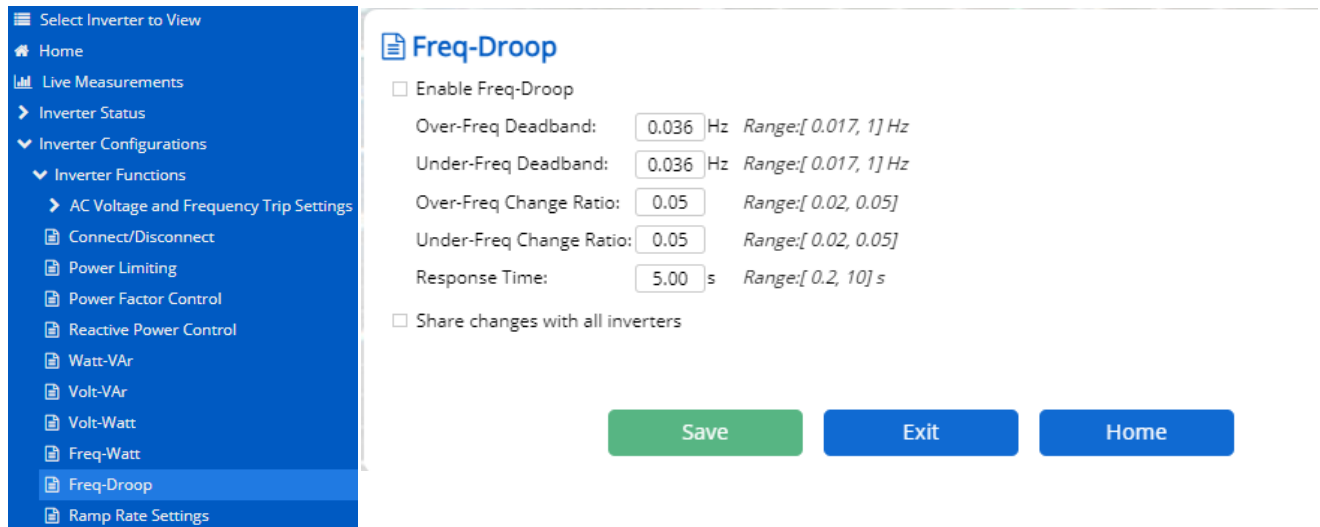 Select Inverter to View
Home
Live Measurements
Inverter Status
Inverter Configurations
Inverter Functions
AC Voltage and Frequency Trip Settings
Connect/Disconnect
Power Limiting
Power Factor Control
Reactive Power Control
Watt-VAr
Volt-VAr
Volt-Watt
Freq-Watt
Freq-Droop
Ramp Rate Settings
Freq-Droop
Enable Freq-Droop
Over-Freq Deadband: 0.036 Hz Range:[ 0.017, 1] Hz
Under-Freq Deadband: 0.036 Hz Range:[ 0.017, 1] Hz
Over-Freq Change Ratio: 0.05 Range:[ 0.02, 0.05]
Under-Freq Change Ratio: 0.05 Range:[ 0.02, 0.05]
Response Time: 5.00 s Range:[ 0.2, 10] s
Share changes with all inverters
Save Exit Home